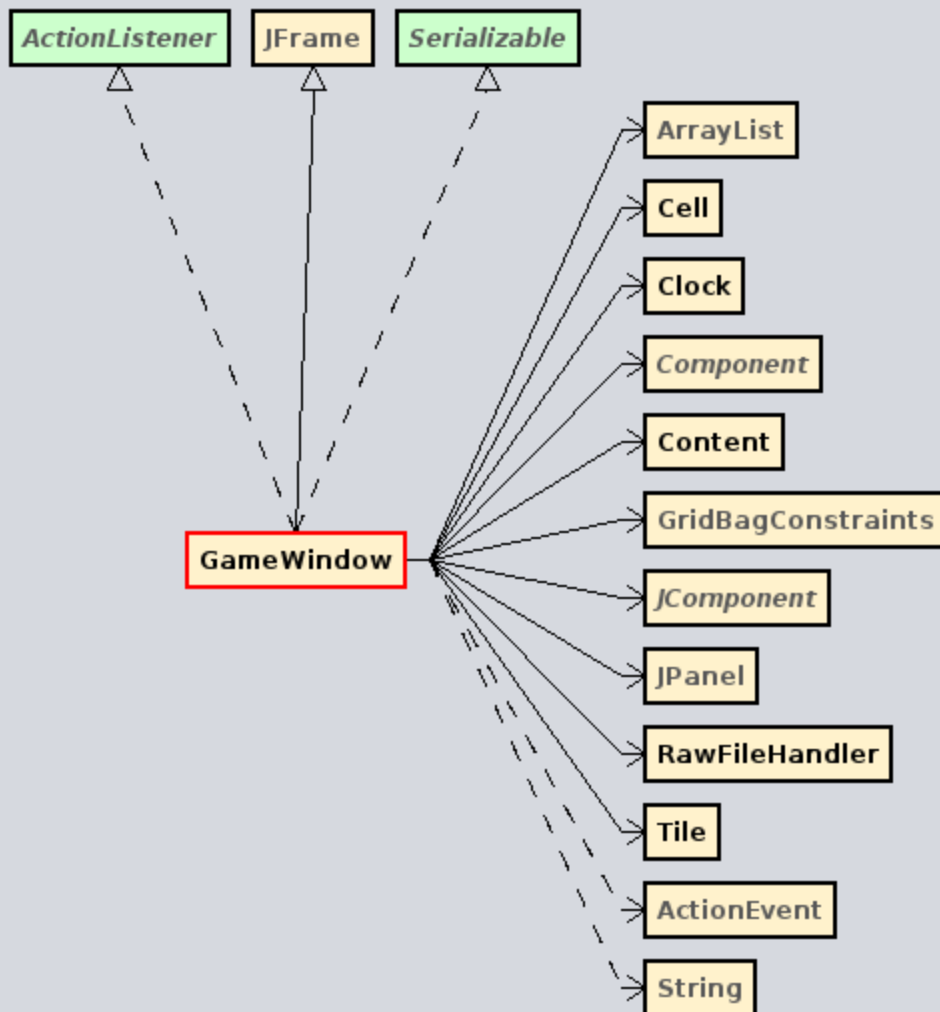 ActionListener
JFrame
Serializable
ArrayList
Cell
Clock
Component
Content
GridBagConstraints
GameWindow
JComponent
JPanel
RawFileHandler
Tile
ActionEvent
String